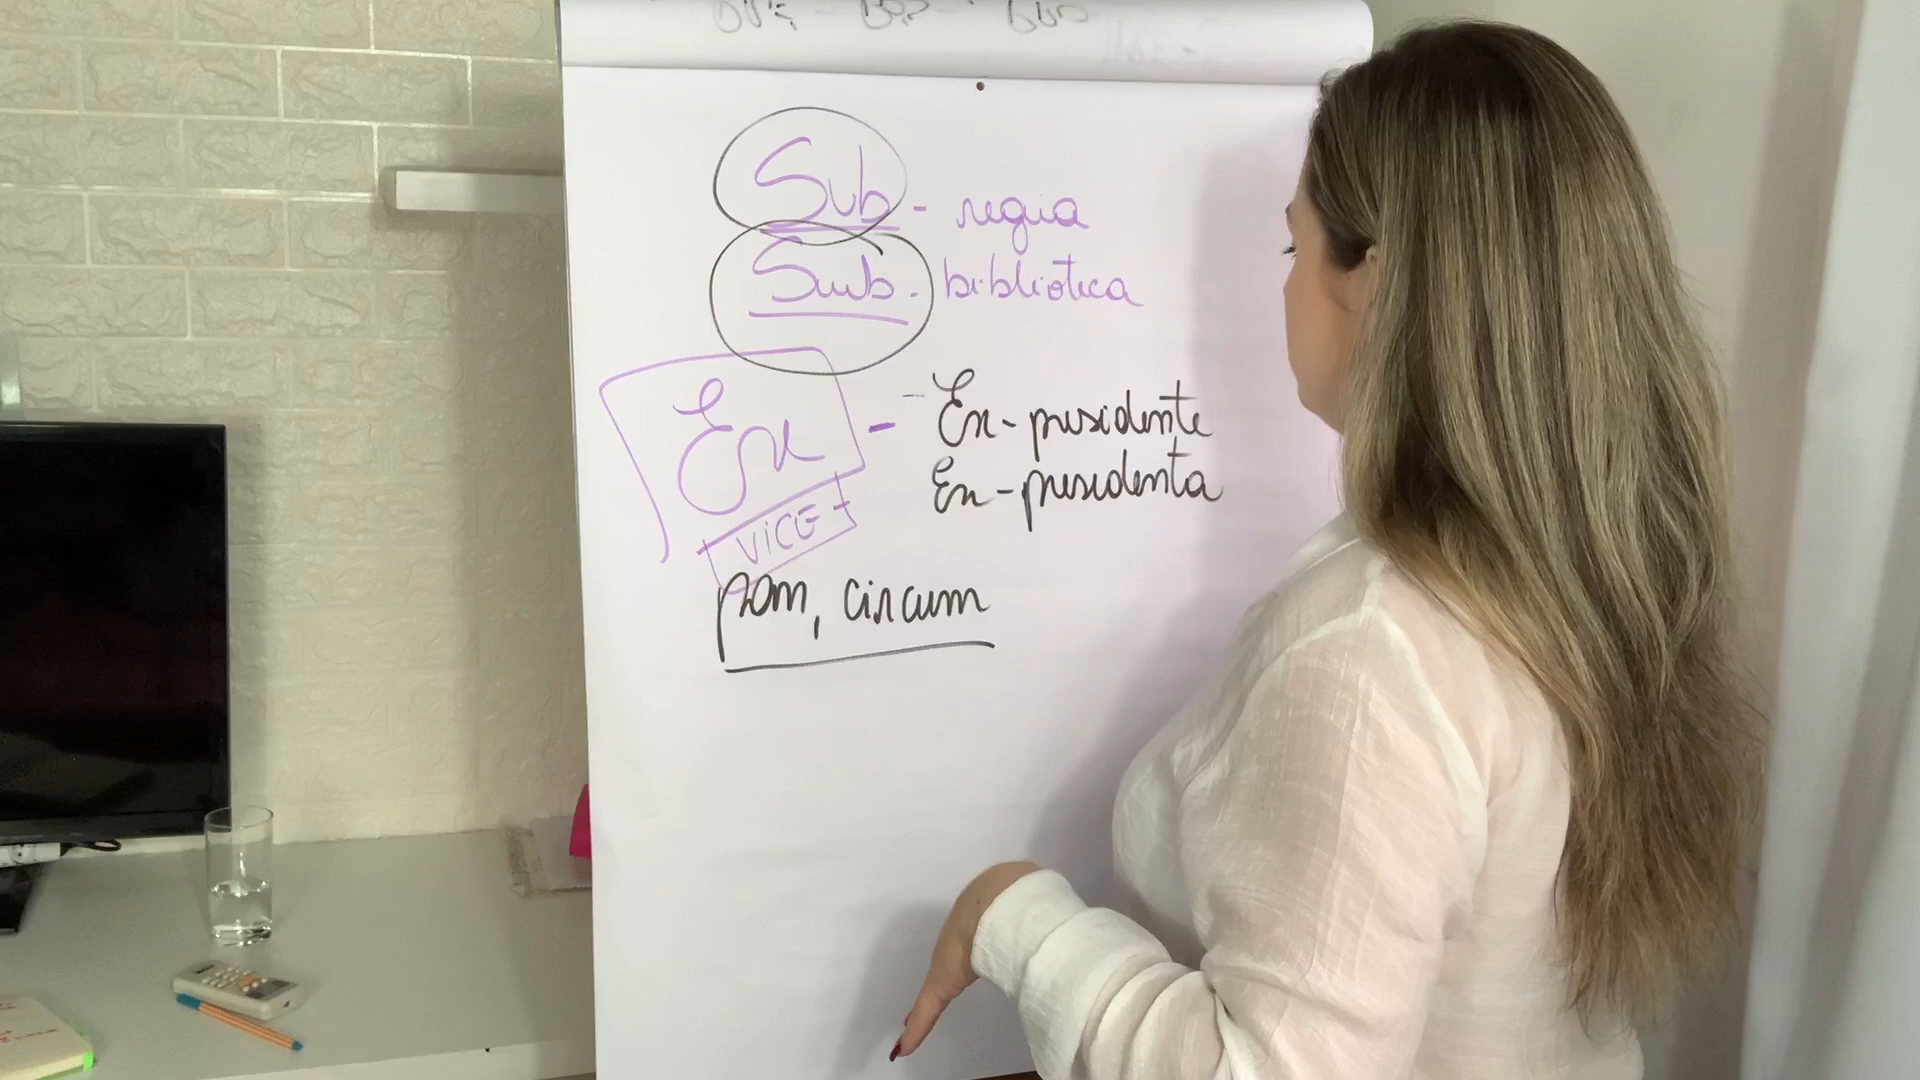 Sub - regia
Sub - biblioteca
Ex - Ex-presidente
Ex-presidenta
VICE -
pan, circum